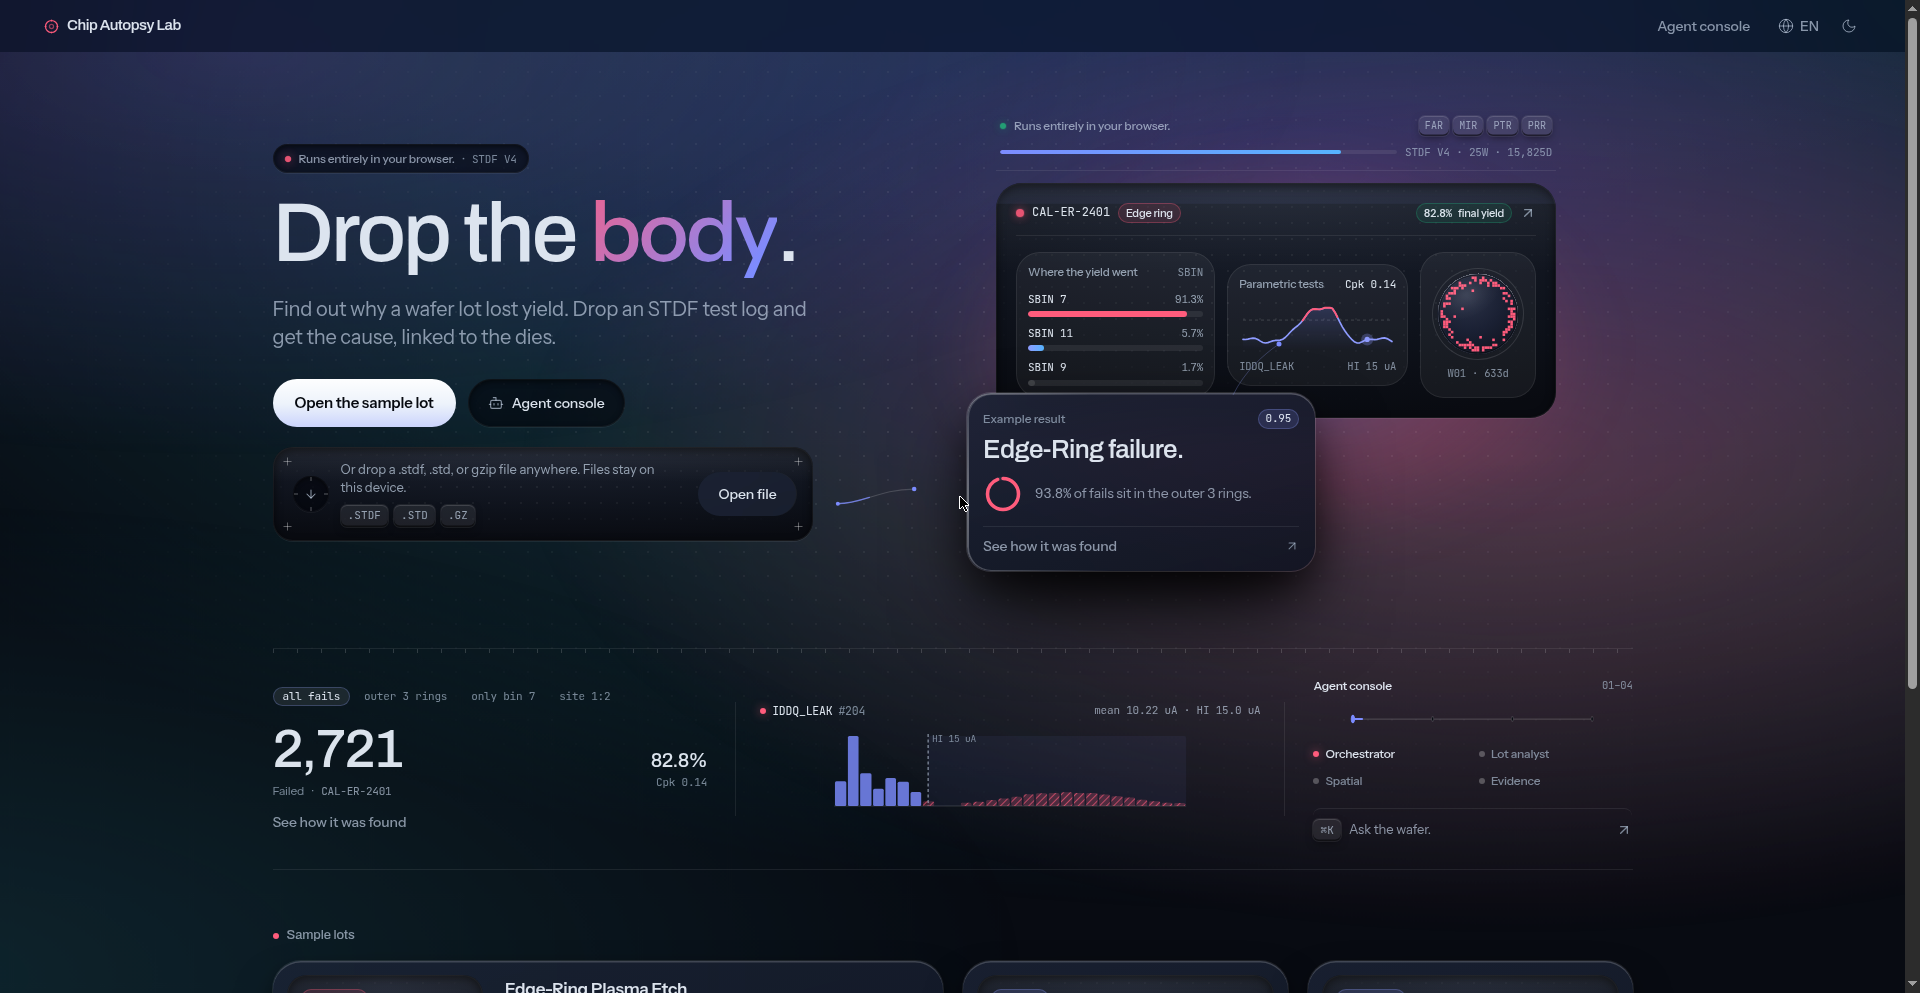 Chip Autopsy Lab
Agent console
EN
Runs entirely in your browser. · STDF V4
Drop the body.
Find out why a wafer lot lost yield. Drop an STDF test log and
get the cause, linked to the dies.
Open the sample lot
Agent console
Or drop a .stdf, .std, or gzip file anywhere. Files stay on
this device.
.STDF .STD .GZ
Open file
Runs entirely in your browser.
FAR MIR PTR PRR
STDF V4 · 25W · 15,825D
CAL-ER-2401 Edge ring
82.8% final yield
Where the yield went SBIN
SBIN 7 91.3%
SBIN 11 5.7%
SBIN 9 1.7%
Parametric tests Cpk 0.14
IDDQ_LEAK HI 15 uA
W01 · 633d
Example result 0.95
Edge-Ring failure.
93.8% of fails sit in the outer 3 rings.
See how it was found
all fails outer 3 rings only bin 7 site 1:2
2,721
Failed · CAL-ER-2401
82.8%
Cpk 0.14
See how it was found
IDDQ_LEAK #204
mean 10.22 uA · HI 15.0 uA
HI 15 uA
Agent console 01–04
Orchestrator Lot analyst
Spatial Evidence
⌘K Ask the wafer.
Sample lots
Edge-Ring Plasma Etch